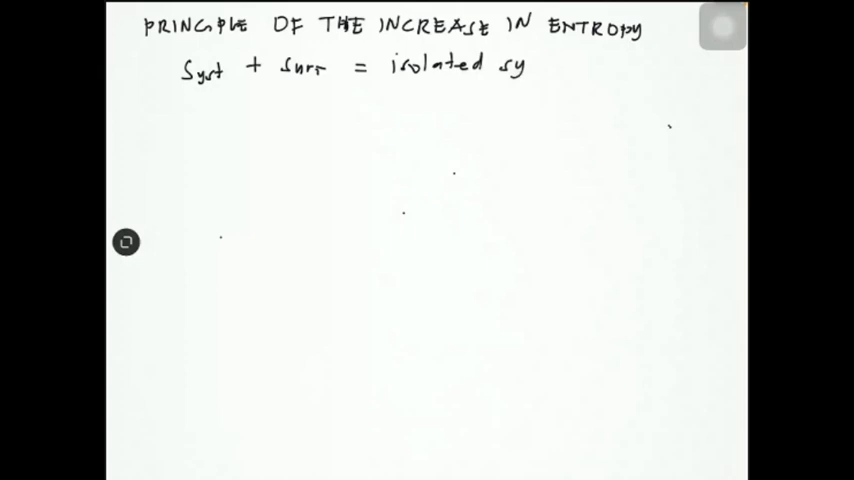 PRINCIPLE OF THE INCREASE IN ENTROPY
Syst + surr = isolated sy